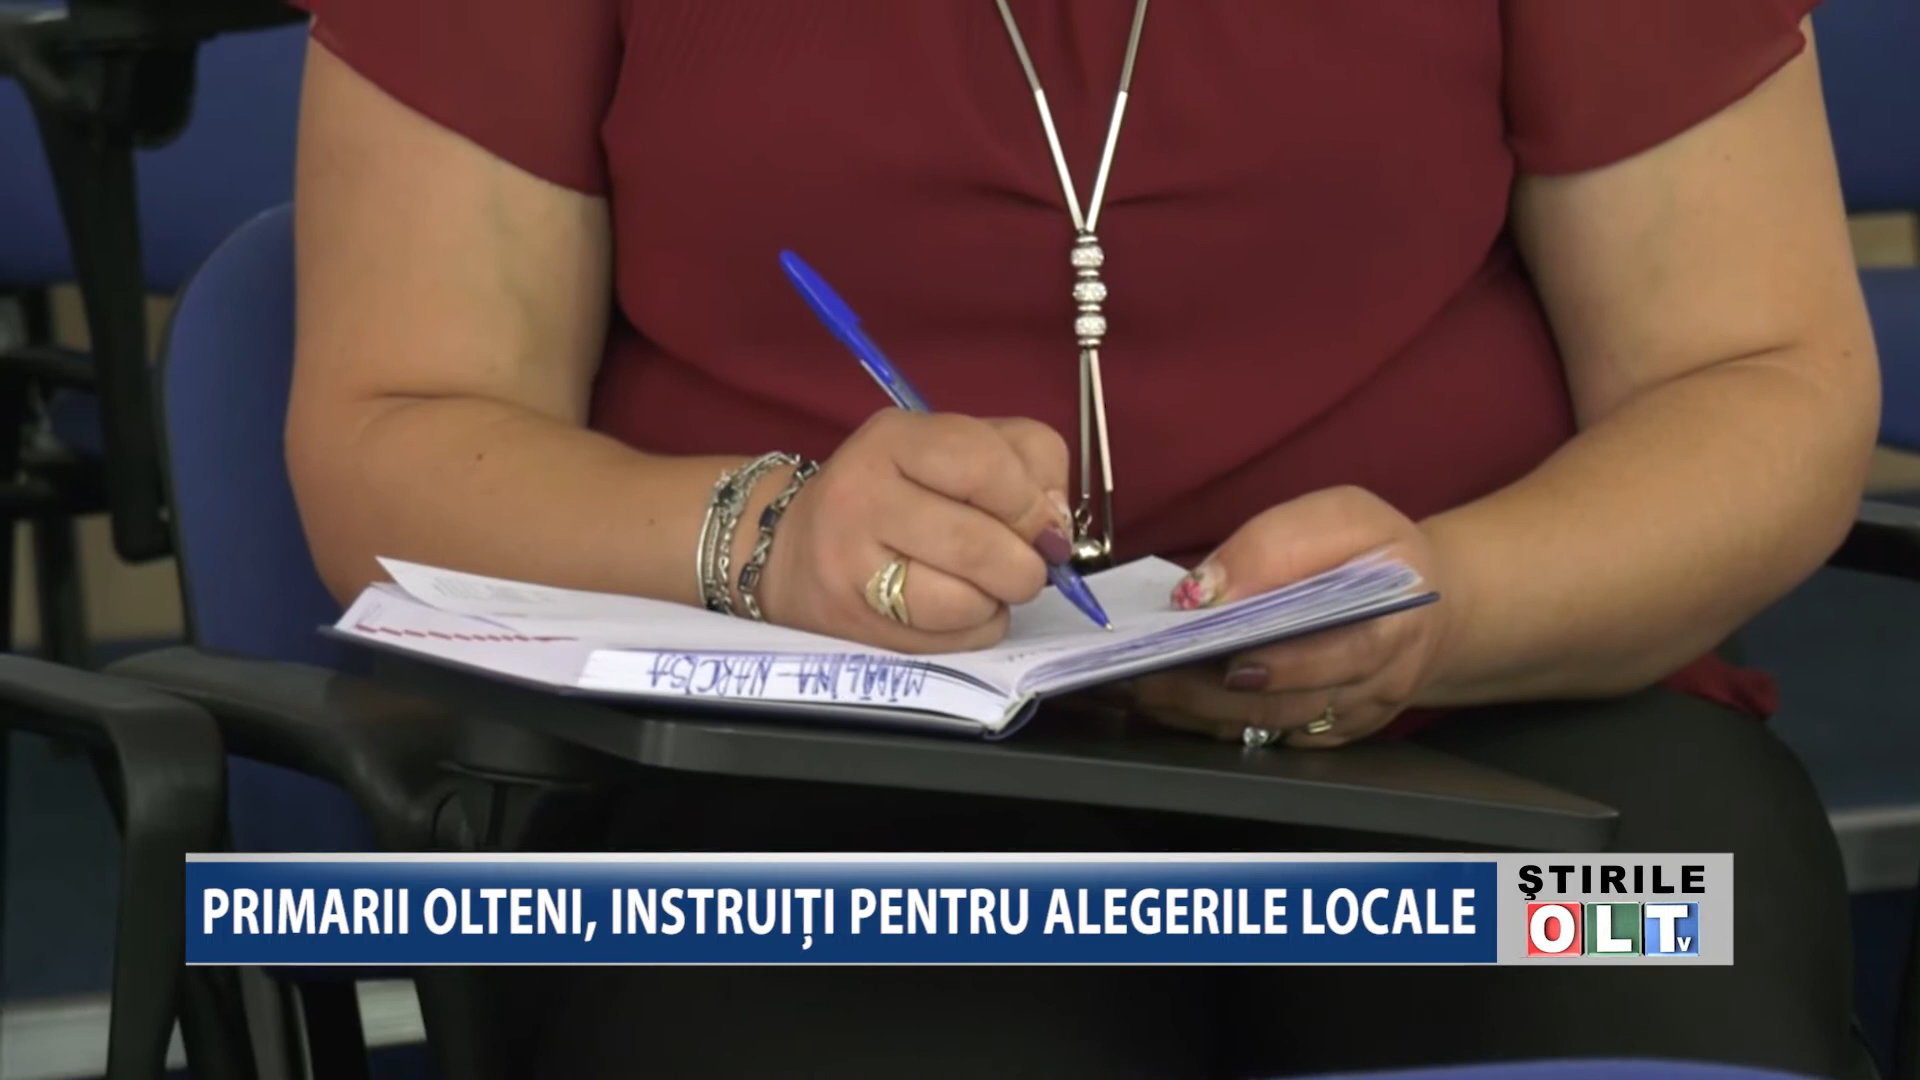 MĂDĂLINA NARCISA
PRIMARII OLTENI, INSTRUIȚI PENTRU ALEGERILE LOCALE
ŞTIRILE
OLTV